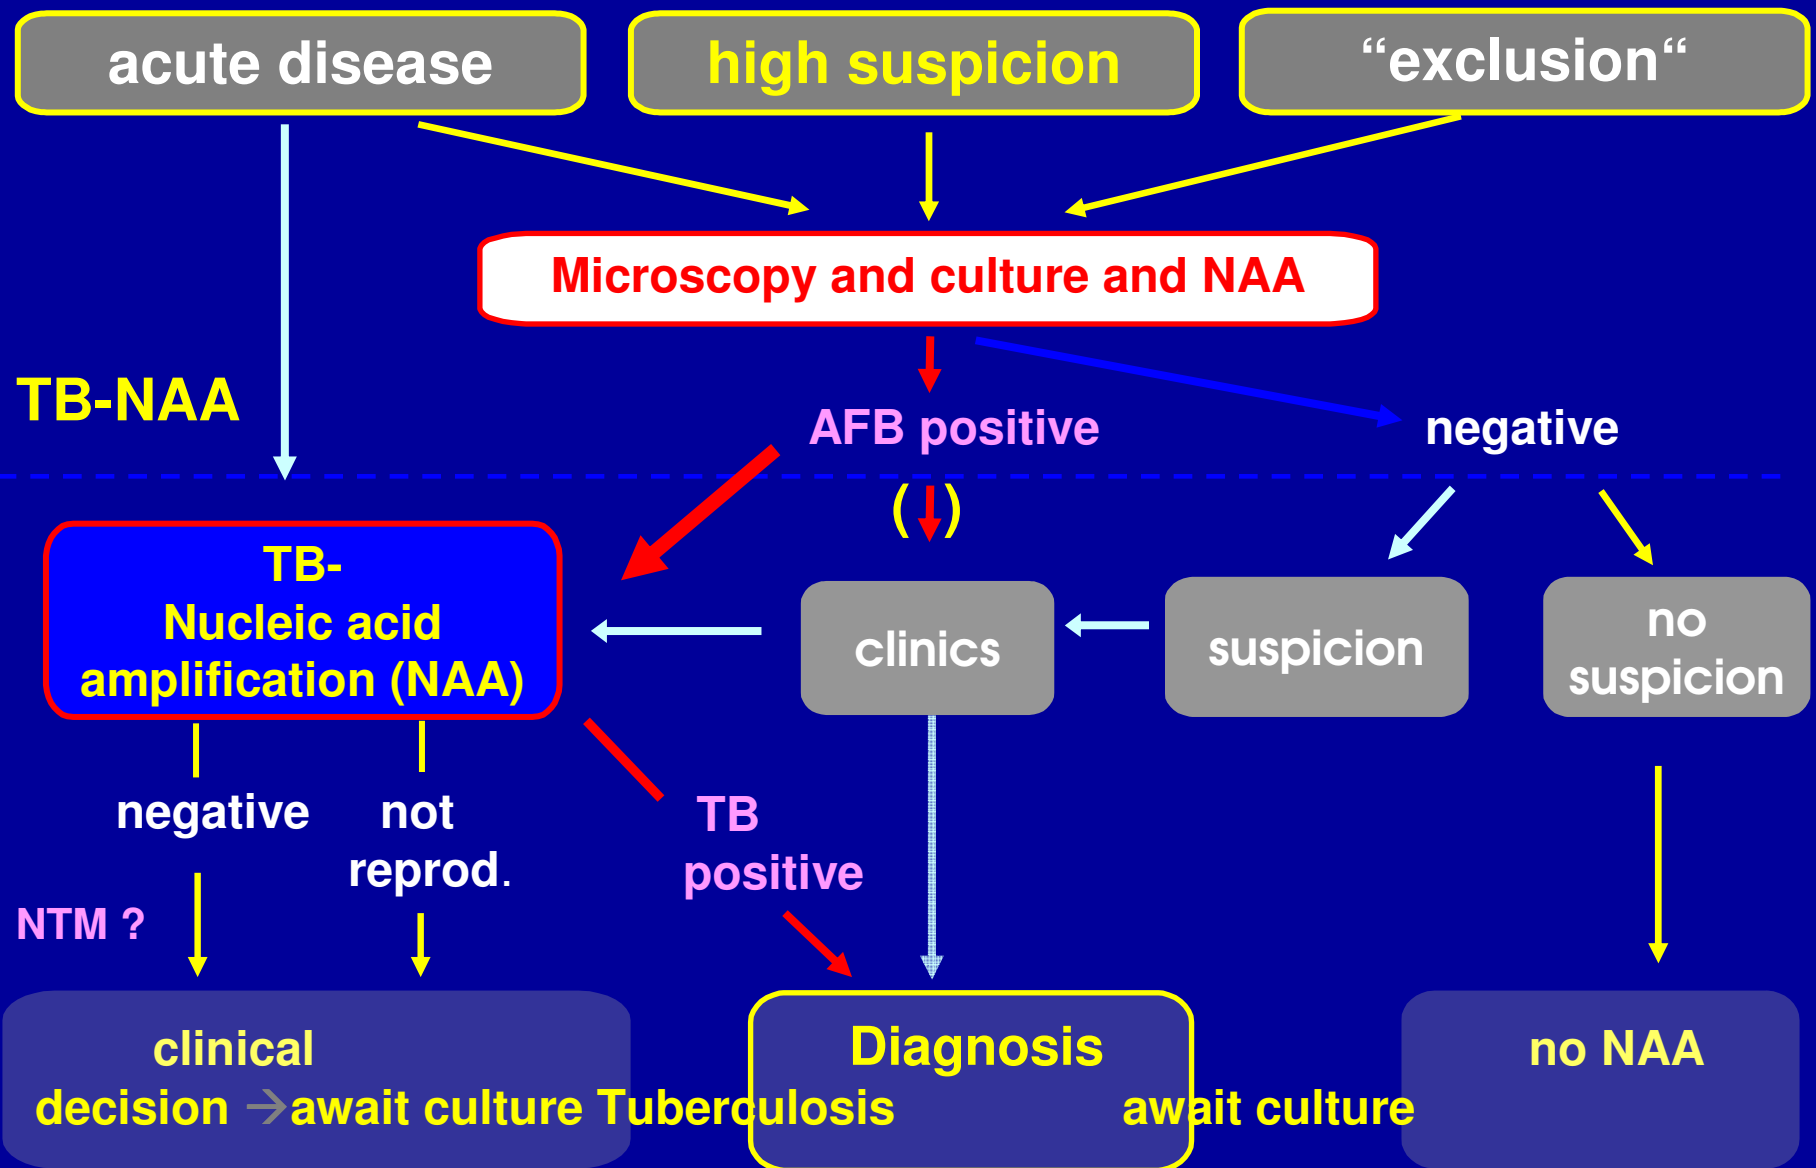 acute disease
high suspicion
“exclusion“
Microscopy and culture and NAA
TB-NAA
AFB positive
negative
( )
TB-
Nucleic acid
amplification (NAA)
clinics
suspicion
no
suspicion
negative
not
reprod.
TB
positive
NTM ?
clinical
decision →await culture
Diagnosis
Tuberculosis
no NAA
await culture